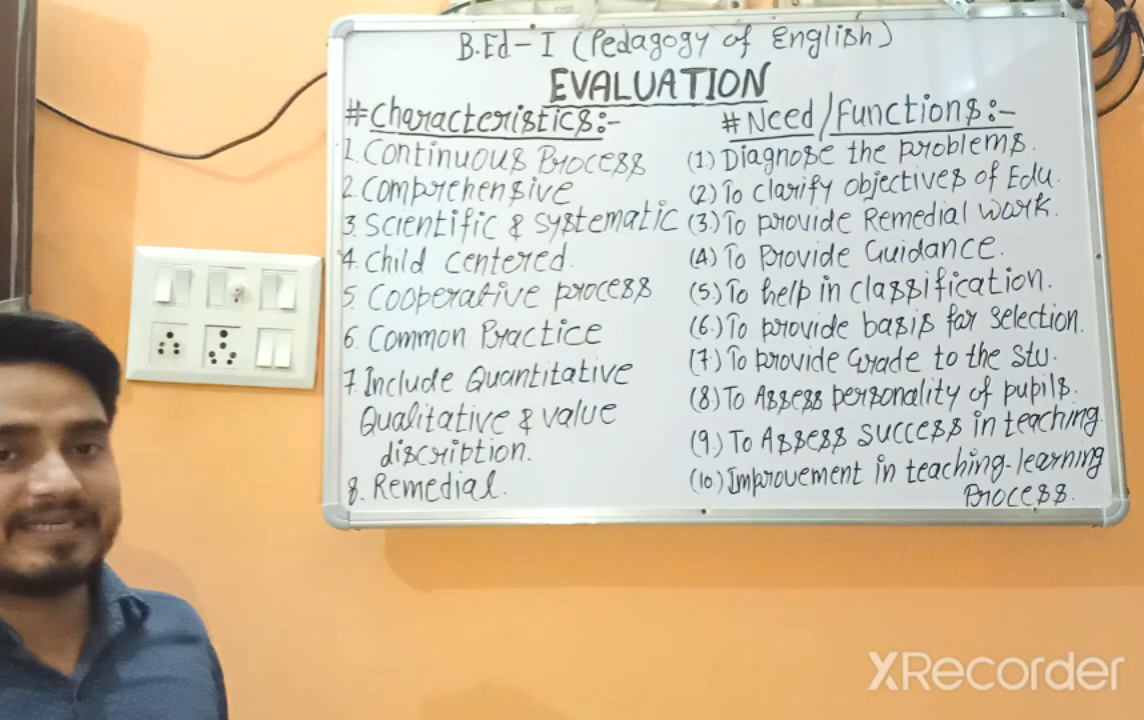 B.Ed - I (Pedagogy of English)
EVALUATION
# Characteristics:-
1. Continuous Process
2. Comprehensive
3. Scientific & systematic
4. Child centered.
5. Cooperative process
6. Common Practice
7. Include Quantitative
Qualitative & value
discription.
8. Remedial.
# Need/Functions:-
(1) Diagnose the problems.
(2) To clarify objectives of Edu.
(3.) To provide Remedial work.
(4) To Provide Guidance.
(5.) To help in classification.
(6.) To provide basis for selection.
(7.) To provide Grade to the stu.
(8.) To Assess personality of pupils.
(9.) To Assess success in teaching.
(10.) Improvement in teaching-learning
Process.
XRecorder